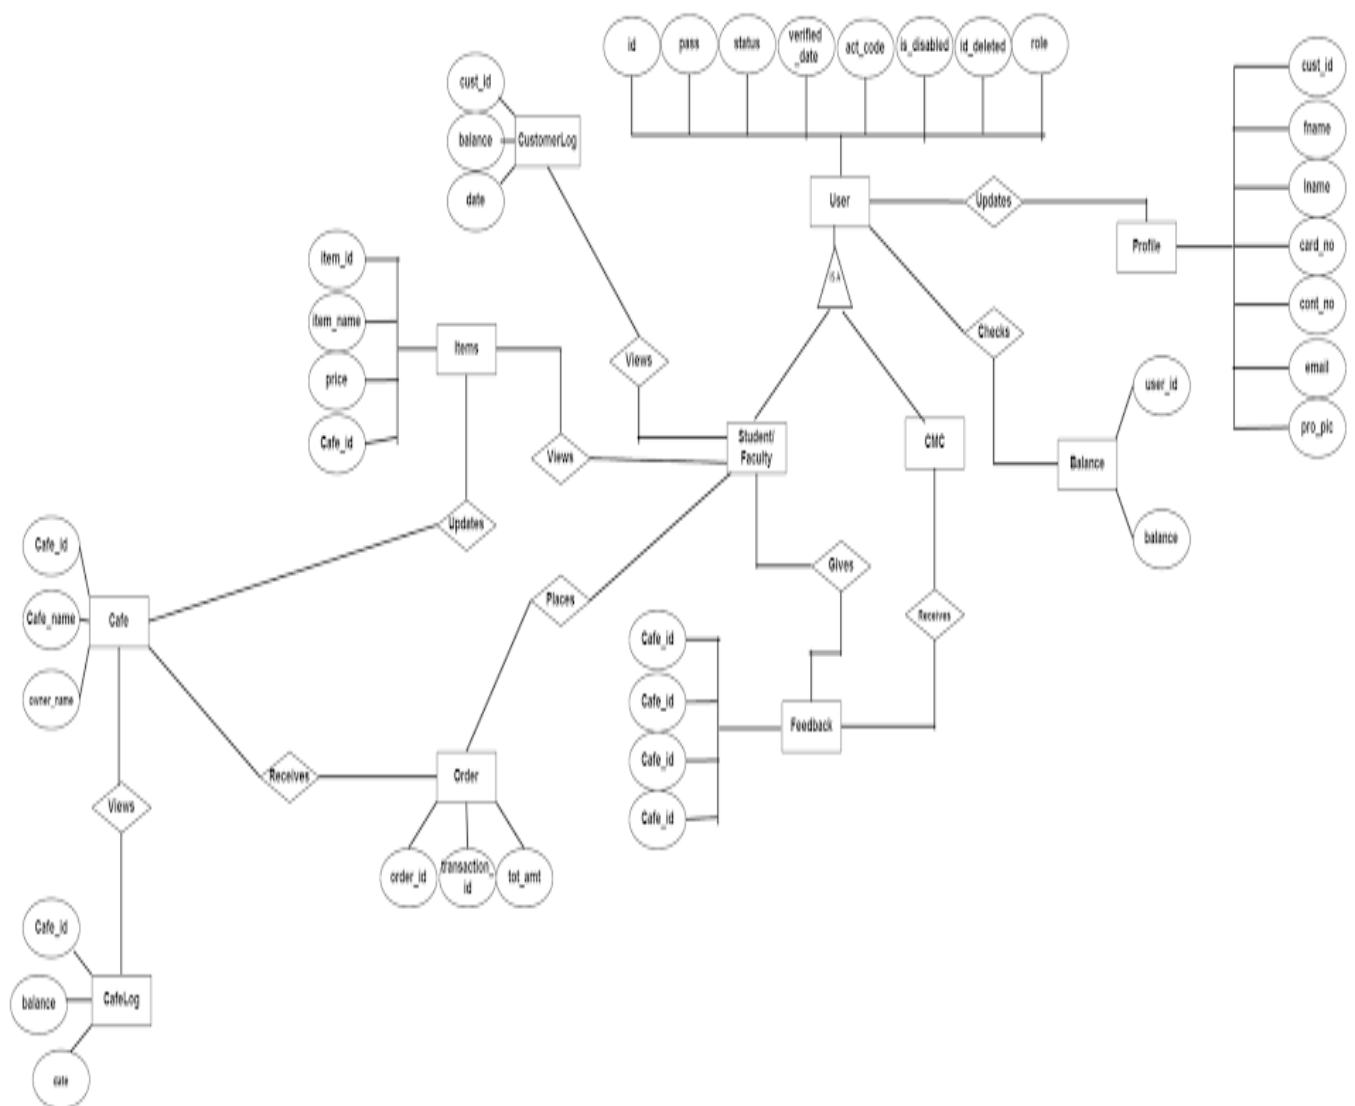 id
pass
status
verified
_date
act_code
is_disabled
id_deleted
role
cust_id
balance
date
CustomerLog
User
Updates
Profile
cust_id
fname
lname
card_no
cont_no
email
pro_pic
IS A
item_id
item_name
price
Cafe_id
Items
Views
Views
Checks
Student/
Faculty
CMC
Balance
user_id
balance
Updates
Cafe_id
Cafe_name
owner_name
Cafe
Places
Gives
Receives
Cafe_id
Cafe_id
Cafe_id
Cafe_id
Feedback
Receives
Order
order_id
transaction_
id
tot_amt
Views
Cafe_id
balance
date
CafeLog